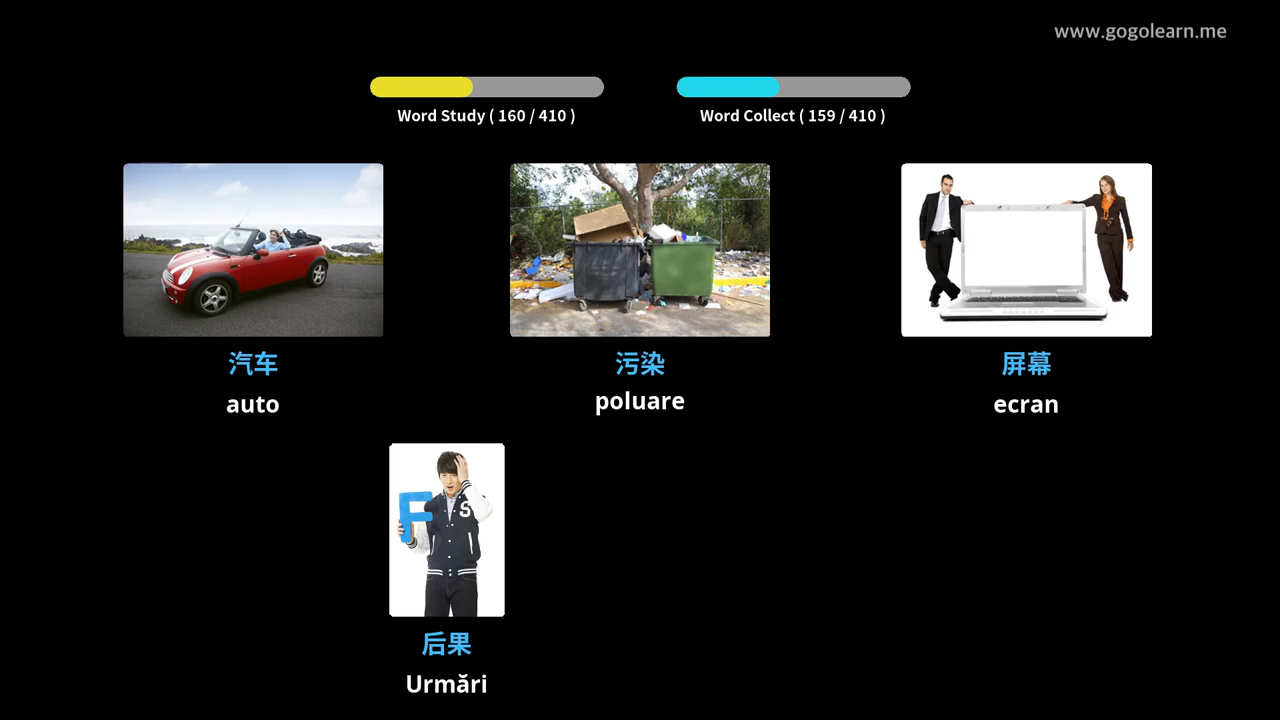 www.gogolearn.me
Word Study ( 160 / 410 )
Word Collect ( 159 / 410 )
汽车
auto
污染
poluare
屏幕
ecran
F
S
后果
Urmări